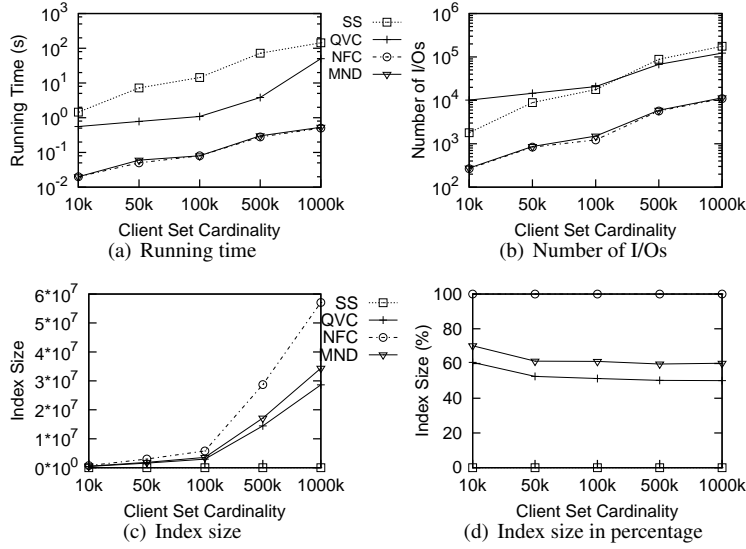 10^3
10^2
10^1
10^0
10^-1
10^-2
Running Time (s)
10k 50k 100k 500k 1000k
Client Set Cardinality
(a) Running time
SS
QVC
NFC
MND
10^6
10^5
10^4
10^3
10^2
Number of I/Os
10k 50k 100k 500k 1000k
Client Set Cardinality
(b) Number of I/Os
6*10^7
5*10^7
4*10^7
3*10^7
2*10^7
1*10^7
0*10^0
Index Size
10k 50k 100k 500k 1000k
Client Set Cardinality
(c) Index size
SS
QVC
NFC
MND
100
80
60
40
20
0
Index Size (%)
10k 50k 100k 500k 1000k
Client Set Cardinality
(d) Index size in percentage